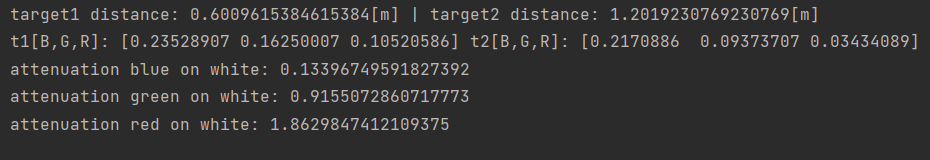 target1 distance: 0.6009615384615384[m] | target2 distance: 1.2019230769230769[m]
t1[B,G,R]: [0.23528907 0.16250007 0.10520586] t2[B,G,R]: [0.2170886  0.09373707 0.03434089]
attenuation blue on white: 0.13396749591827392
attenuation green on white: 0.9155072860717773
attenuation red on white: 1.8629847412109375